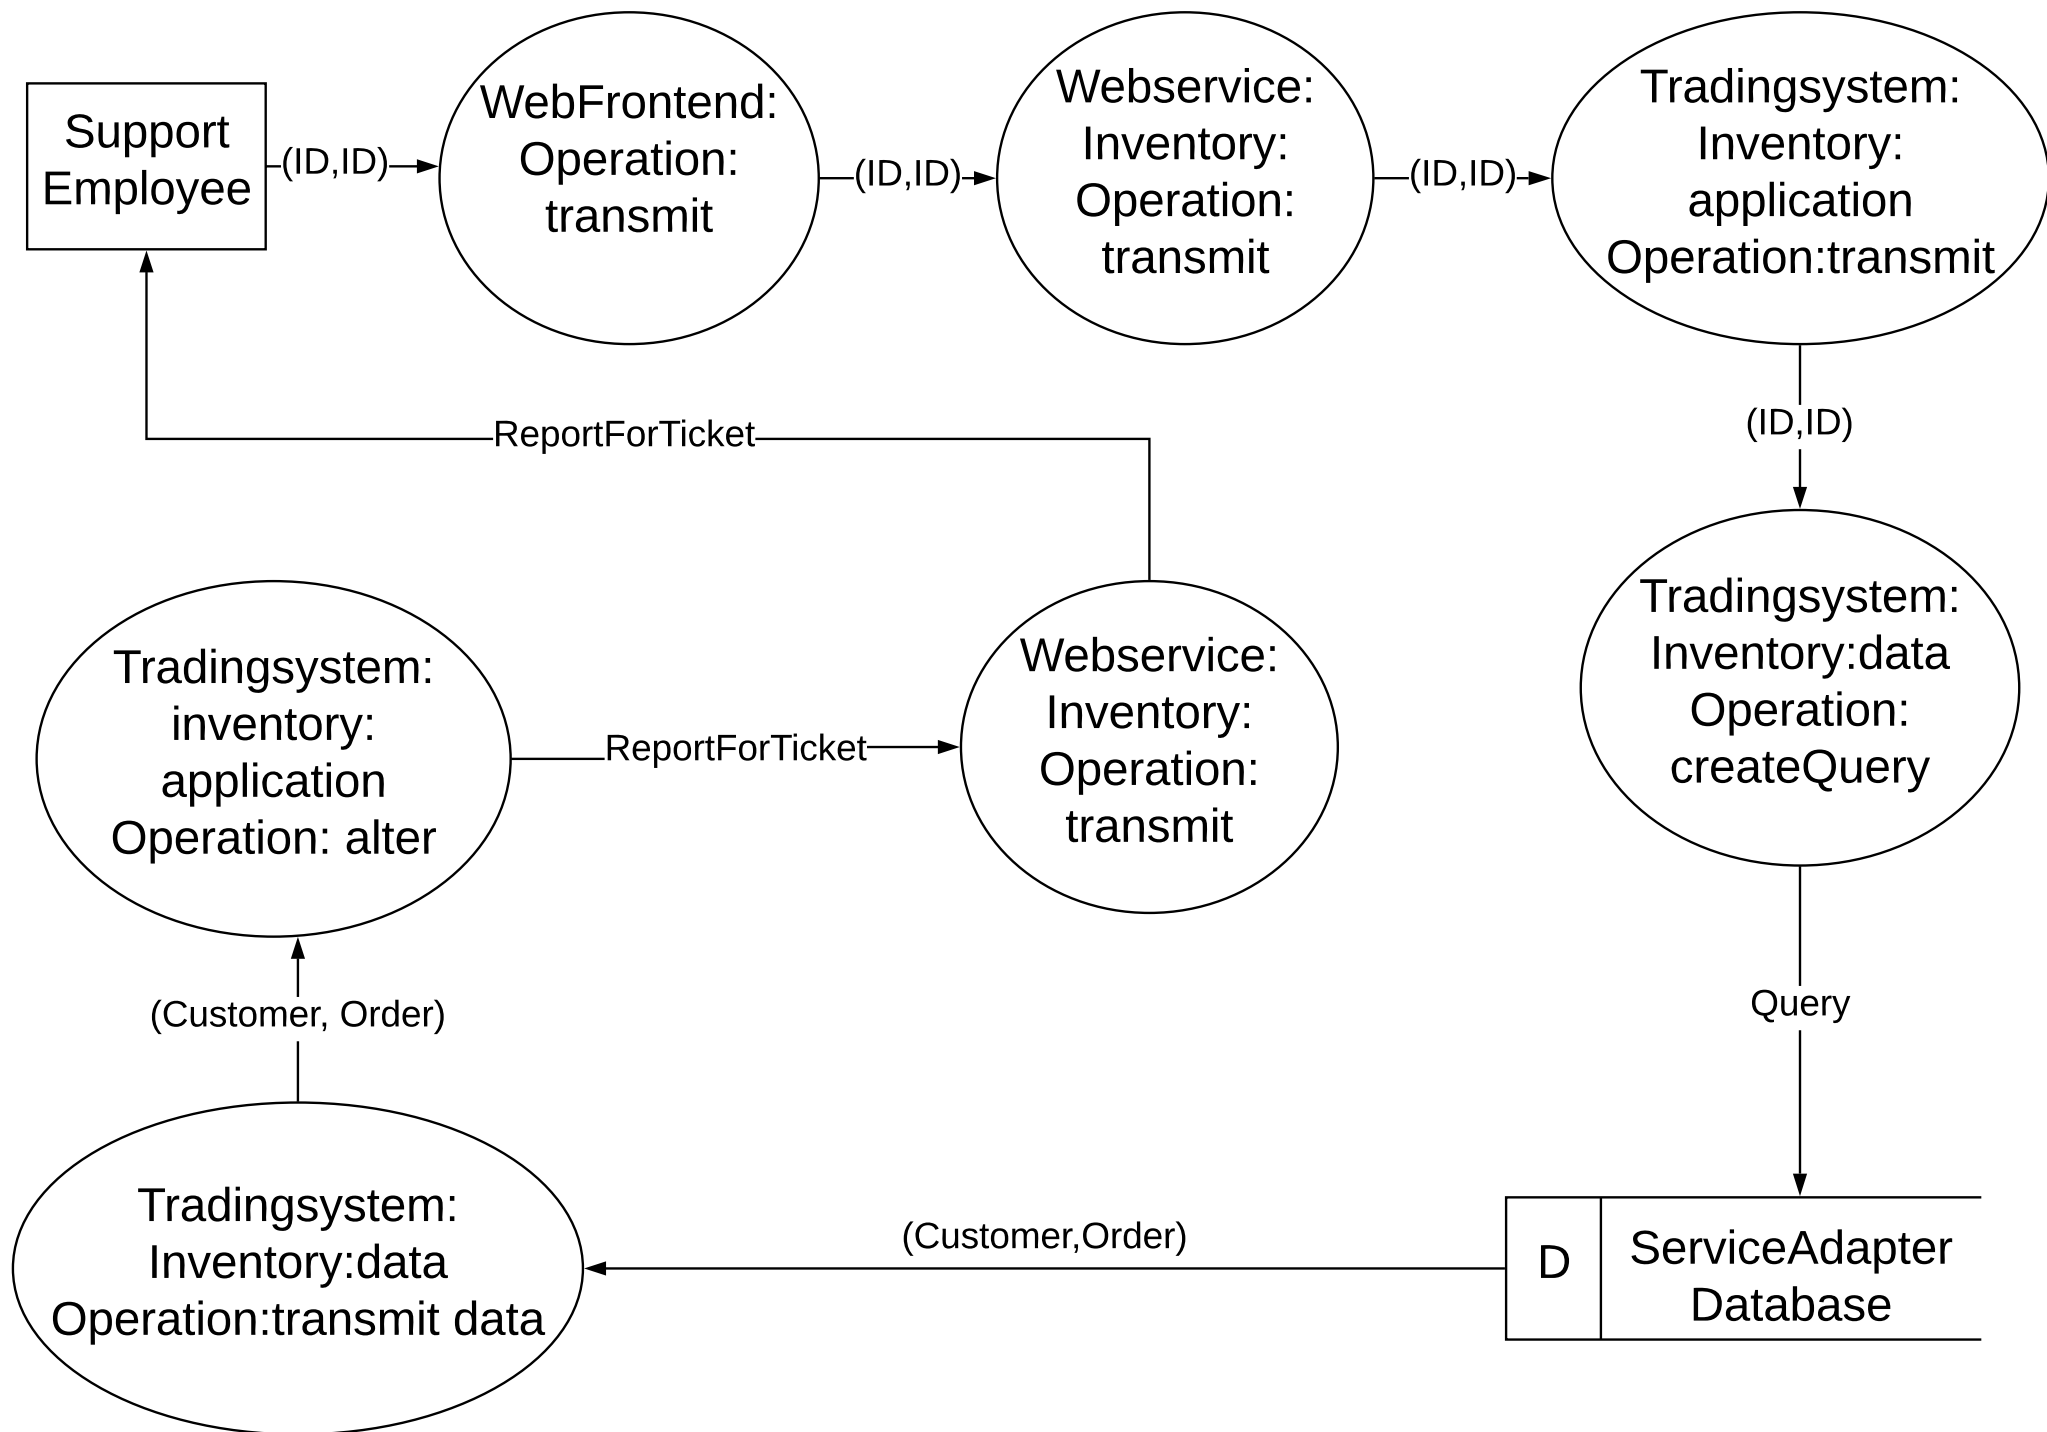 Support
Employee
(ID,ID)
WebFrontend:
Operation:
transmit
(ID,ID)
Webservice:
Inventory:
Operation:
transmit
(ID,ID)
Tradingsystem:
Inventory:
application
Operation:transmit
(ID,ID)
Tradingsystem:
Inventory:data
Operation:
createQuery
Query
D
ServiceAdapter
Database
(Customer,Order)
Tradingsystem:
Inventory:data
Operation:transmit data
(Customer, Order)
Tradingsystem:
inventory:
application
Operation: alter
ReportForTicket
Webservice:
Inventory:
Operation:
transmit
ReportForTicket